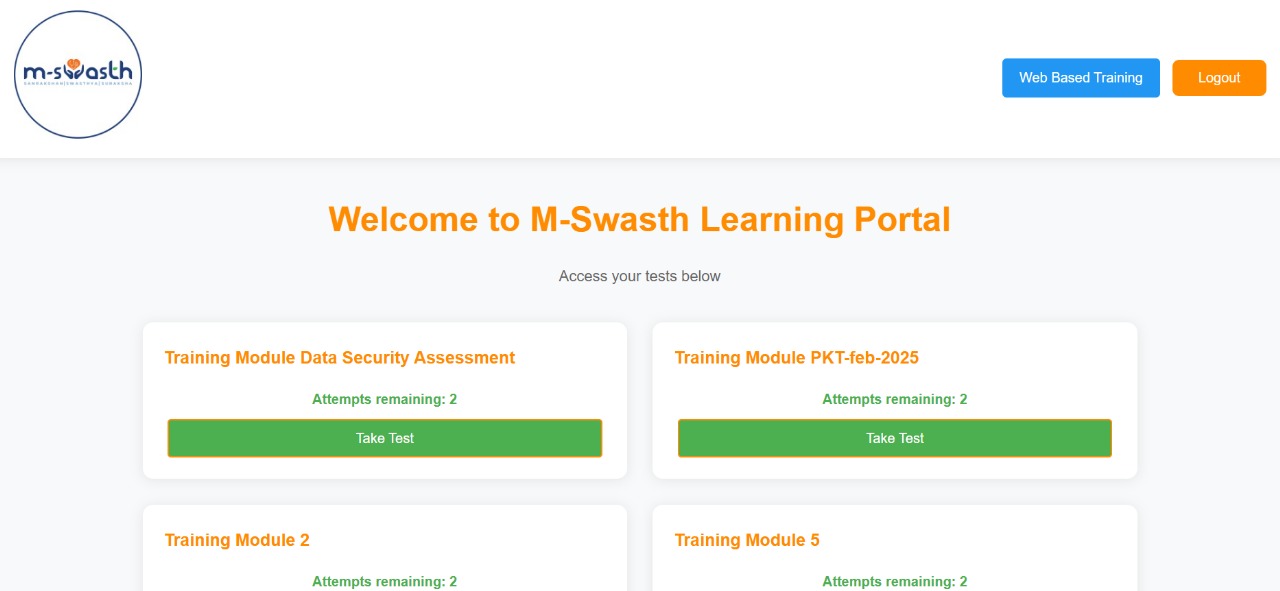 m-swasth
Web Based Training
Logout
Welcome to M-Swasth Learning Portal
Access your tests below
Training Module Data Security Assessment
Attempts remaining: 2
Take Test
Training Module PKT-feb-2025
Attempts remaining: 2
Take Test
Training Module 2
Attempts remaining: 2
Training Module 5
Attempts remaining: 2